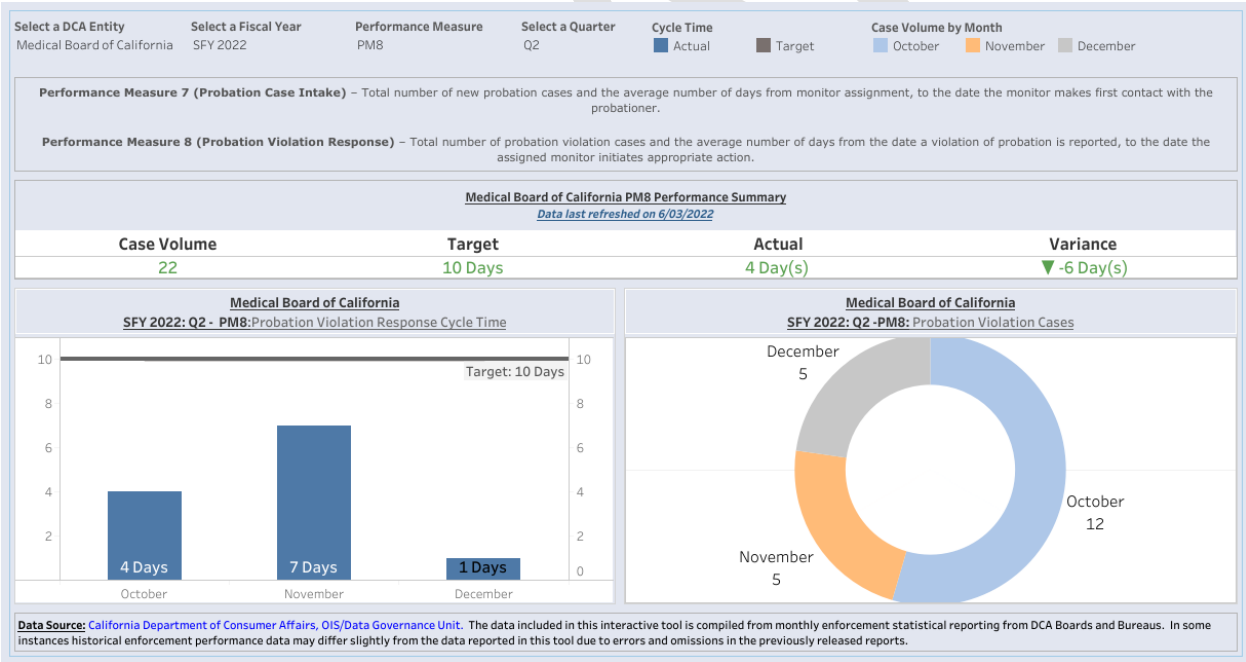 Select a DCA Entity Select a Fiscal Year Performance Measure Select a Quarter Cycle Time Case Volume by Month
Medical Board of California SFY 2022 PM8 Q2 Actual Target October November December
Performance Measure 7 (Probation Case Intake) – Total number of new probation cases and the average number of days from monitor assignment, to the date the monitor makes first contact with the
probationer.
Performance Measure 8 (Probation Violation Response) – Total number of probation violation cases and the average number of days from the date a violation of probation is reported, to the date the
assigned monitor initiates appropriate action.
Medical Board of California PM8 Performance Summary
Data last refreshed on 6/03/2022
Case Volume Target Actual Variance
22 10 Days 4 Day(s) ▼ -6 Day(s)
Medical Board of California
SFY 2022: Q2 - PM8:Probation Violation Response Cycle Time
10 10
Target: 10 Days
8 8
6 6
4 4
2 2
0
4 Days 7 Days 1 Days
October November December
Medical Board of California
SFY 2022: Q2 -PM8: Probation Violation Cases
December
5
October
12
November
5
Data Source: California Department of Consumer Affairs, OIS/Data Governance Unit. The data included in this interactive tool is compiled from monthly enforcement statistical reporting from DCA Boards and Bureaus. In some
instances historical enforcement performance data may differ slightly from the data reported in this tool due to errors and omissions in the previously released reports.